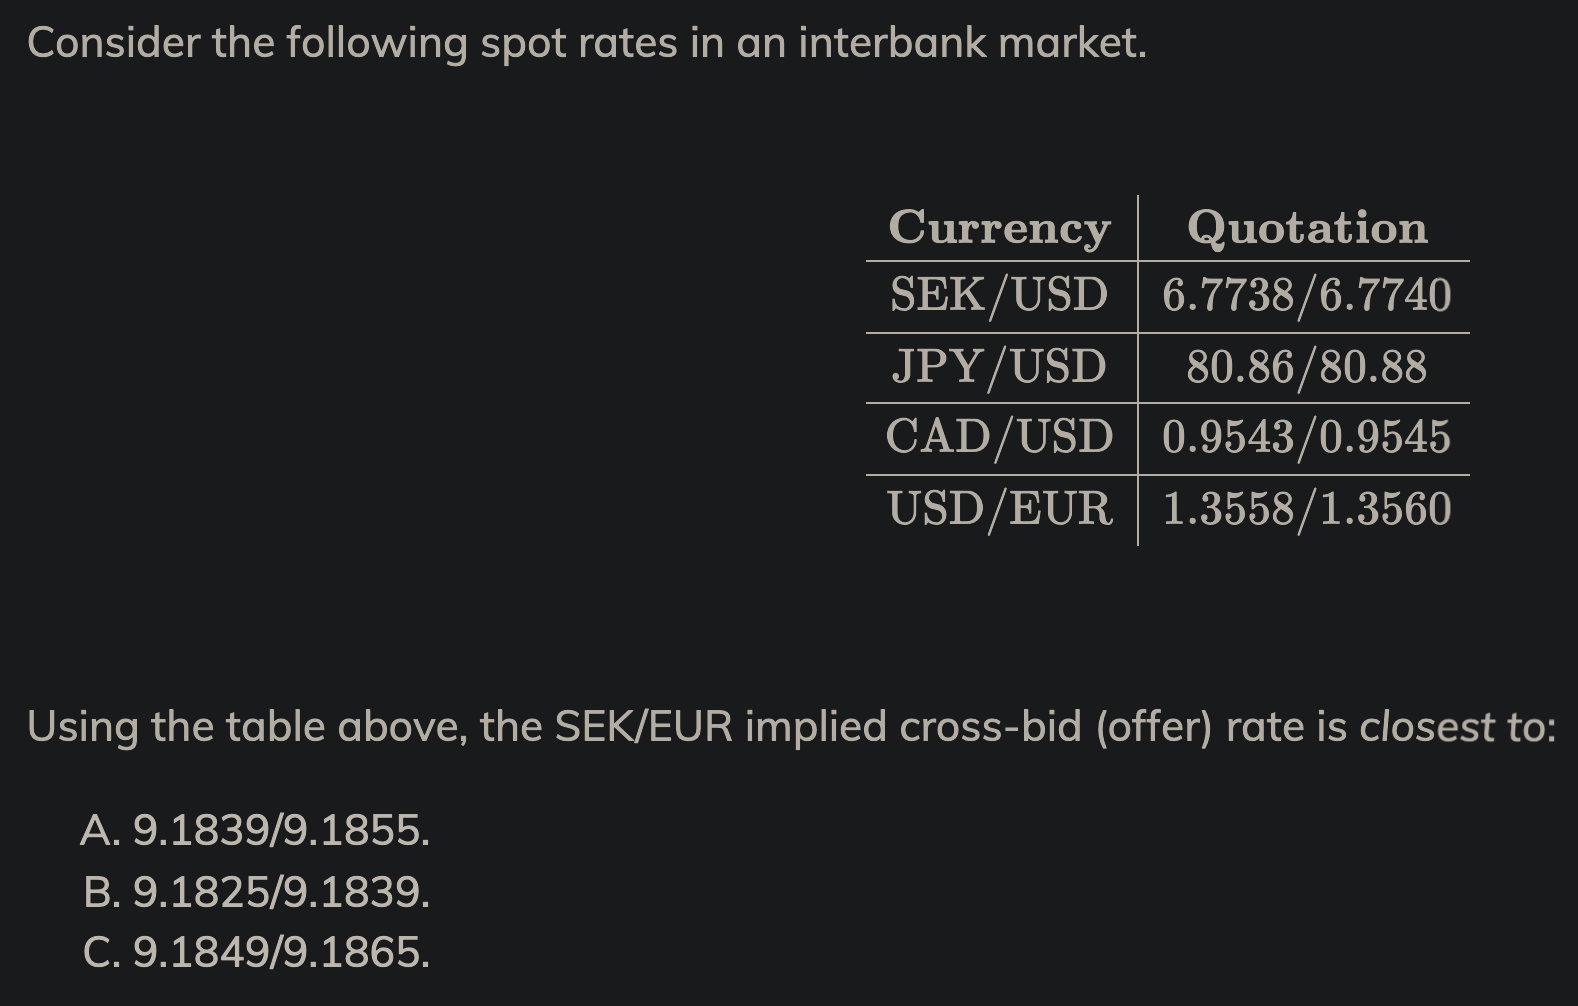 Consider the following spot rates in an interbank market.
Currency Quotation
SEK/USD 6.7738/6.7740
JPY/USD 80.86/80.88
CAD/USD 0.9543/0.9545
USD/EUR 1.3558/1.3560
Using the table above, the SEK/EUR implied cross-bid (offer) rate is closest to:
A. 9.1839/9.1855.
B. 9.1825/9.1839.
C. 9.1849/9.1865.